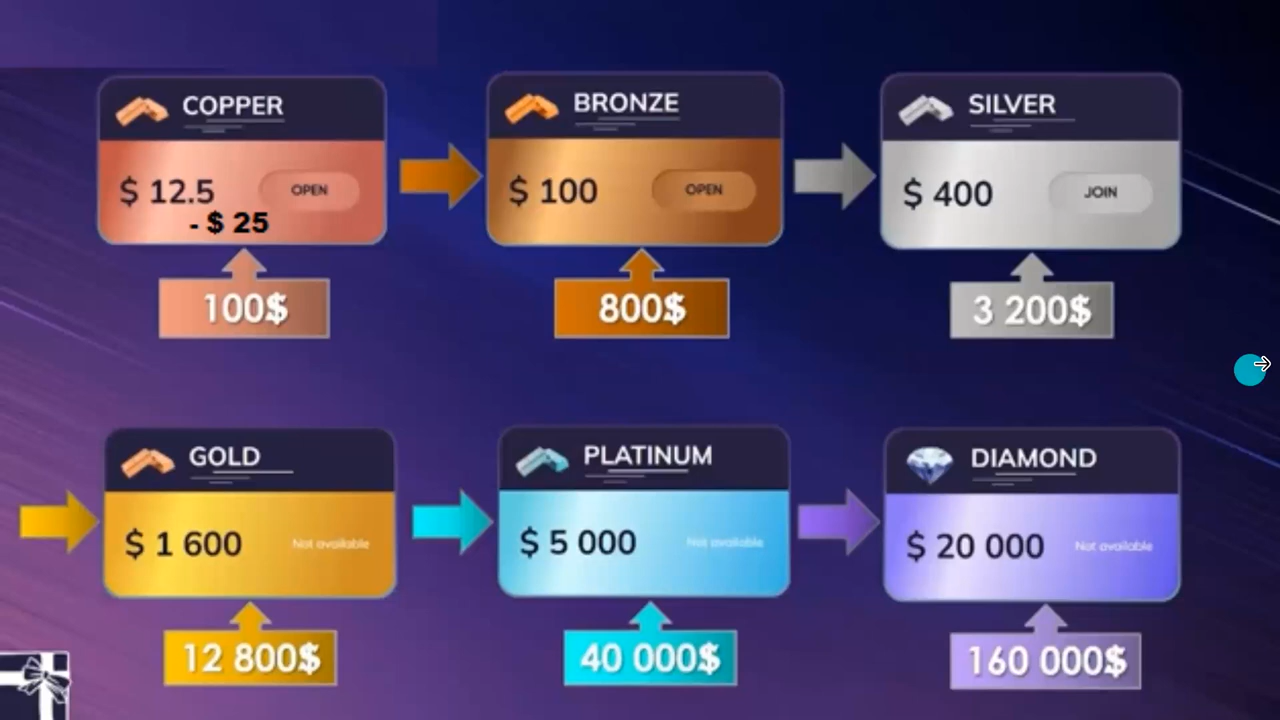 COPPER
$ 12.5
OPEN
- $ 25
100$
BRONZE
$ 100
OPEN
800$
SILVER
$ 400
JOIN
3 200$
GOLD
$ 1 600
Not available
12 800$
PLATINUM
$ 5 000
Not available
40 000$
DIAMOND
$ 20 000
Not available
160 000$